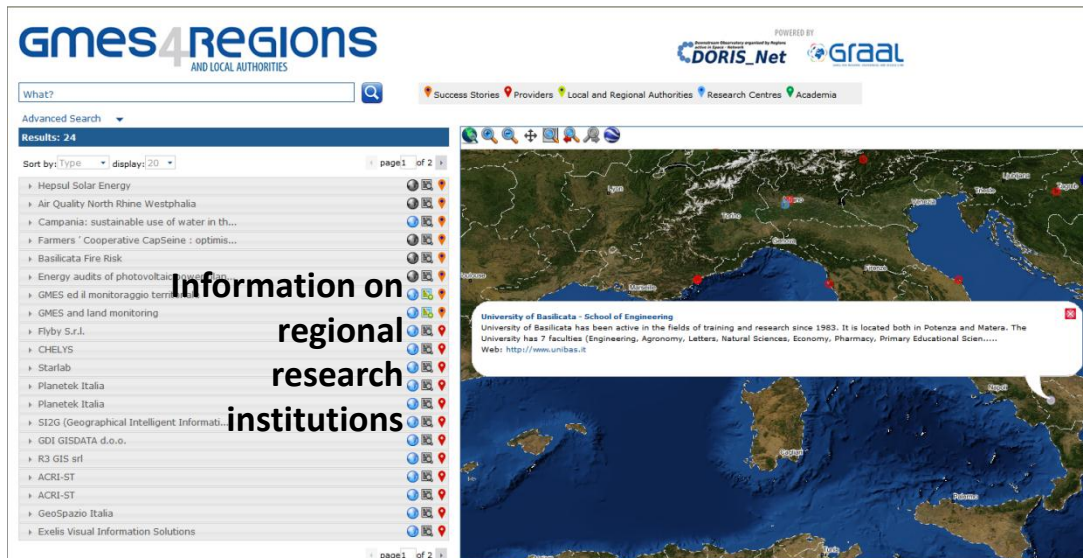 Gmes4Regions
AND LOCAL AUTHORITIES
POWERED BY
DORIS_Net
Graal
What?
Success Stories Providers Local and Regional Authorities Research Centres Academia
Advanced Search
Results: 24
Sort by: Type display: 20 page1 of 2
Hepsul Solar Energy
Air Quality North Rhine Westphalia
Campania: sustainable use of water in th...
Farmers´ Cooperative CapSeine : optimis...
Basilicata Fire Risk
Energy audits of photovoltaic
GMES ed il monitoraggio
GMES and land monitoring
Flyby S.r.l.
CHELYS
Starlab
Planetek Italia
Planetek Italia
SI2G (Geographical Intelligent Informati...
GDI GISDATA d.o.o.
R3 GIS srl
ACRI-ST
ACRI-ST
GeoSpazio Italia
Exelis Visual Information Solutions
page1 of 2
Information on
regional
research
institutions
Lyon
Torino
Venezia
Ljubljana
Zagreb
Genova
Firenze
Marseille
University of Basilicata - School of Engineering
University of Basilicata has been active in the fields of training and research since 1983. It is located both in Potenza and Matera. The
University has 7 faculties (Engineering, Agronomy, Letters, Natural Sciences, Economy, Pharmacy, Primary Educational Scien.....
Web: http://www.unibas.it
Napoli
Cagliari
Palermo
Tunis